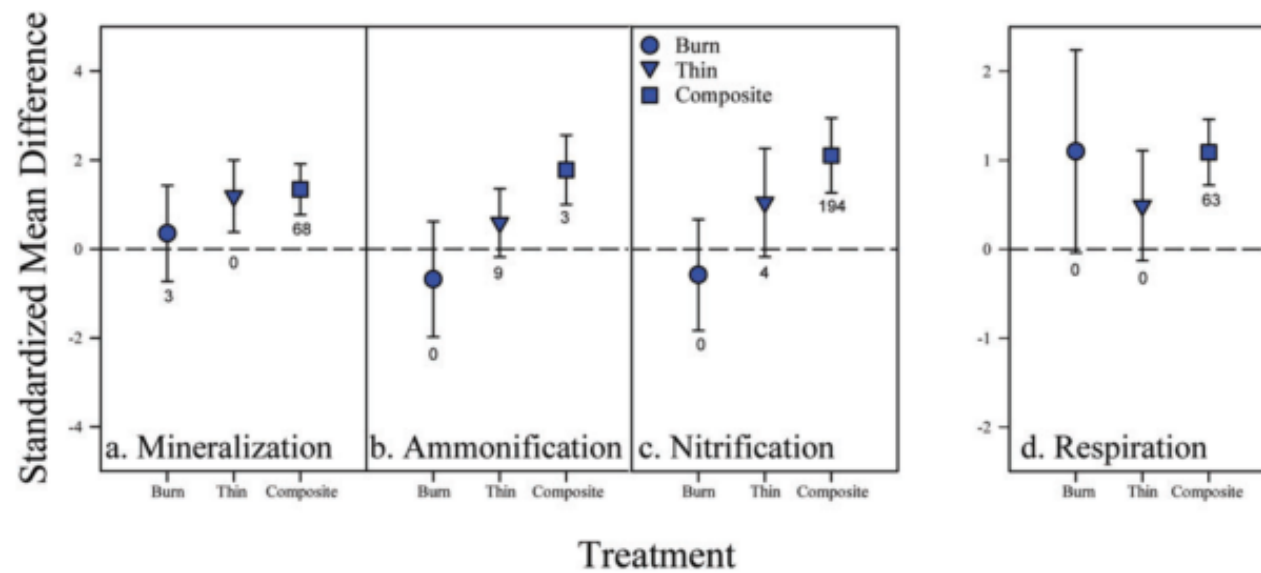 Standardized Mean Difference
4
2
0
-2
-4
3
0
68
a. Mineralization
Burn
Thin
Composite
0
9
3
b. Ammonification
Burn
Thin
Composite
Burn
Thin
Composite
0
4
194
c. Nitrification
Burn
Thin
Composite
2
1
0
-1
-2
0
0
63
d. Respiration
Burn
Thin
Composite
Treatment